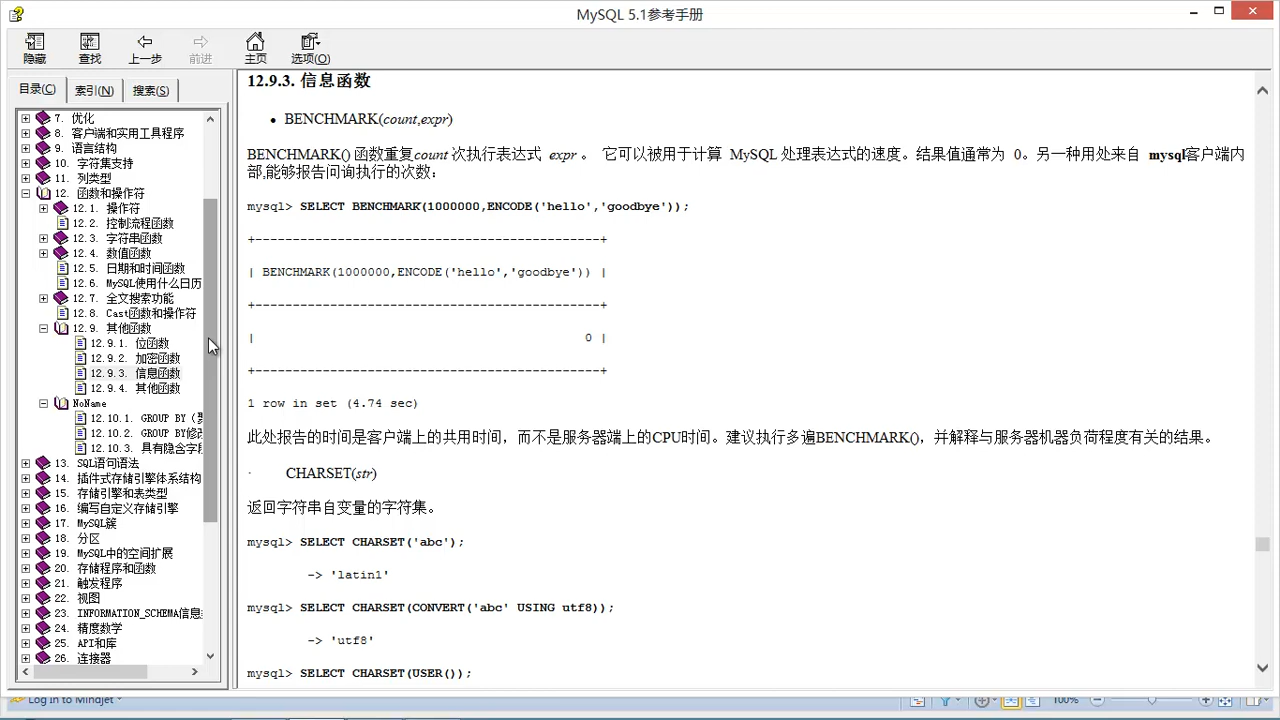 MySQL 5.1参考手册
隐藏 查找 上一步 前进 主页 选项(O)
目录(C) 索引(N) 搜索(S)
7. 优化
8. 客户端和实用工具程序
9. 语言结构
10. 字符集支持
11. 列类型
12. 函数和操作符
12.1. 操作符
12.2. 控制流程函数
12.3. 字符串函数
12.4. 数值函数
12.5. 日期和时间函数
12.6. MySQL使用什么日历
12.7. 全文搜索功能
12.8. Cast函数和操作符
12.9. 其他函数
12.9.1. 位函数
12.9.2. 加密函数
12.9.3. 信息函数
12.9.4. 其他函数
NoName
12.10.1. GROUP BY
12.10.2. GROUP BY修
12.10.3. 具有隐含字
13. SQL语句语法
14. 插件式存储引擎体系结构
15. 存储引擎和表类型
16. 编写自定义存储引擎
17. MySQL簇
18. 分区
19. MySQL中的空间扩展
20. 存储程序和函数
21. 触发程序
22. 视图
23. INFORMATION_SCHEMA信息
24. 精度数学
25. API和库
26. 连接器
12.9.3. 信息函数
• BENCHMARK(count,expr)
BENCHMARK() 函数重复count 次执行表达式 expr 。 它可以被用于计算 MySQL 处理表达式的速度。结果值通常为 0。另一种用处来自 mysql客户端内
部,能够报告问询执行的次数：
mysql> SELECT BENCHMARK(1000000,ENCODE('hello','goodbye'));
+----------------------------------------------+
| BENCHMARK(1000000,ENCODE('hello','goodbye')) |
+----------------------------------------------+
|                                            0 |
+----------------------------------------------+
1 row in set (4.74 sec)
此处报告的时间是客户端上的共用时间，而不是服务器端上的CPU时间。建议执行多遍BENCHMARK()，并解释与服务器机器负荷程度有关的结果。
· CHARSET(str)
返回字符串自变量的字符集。
mysql> SELECT CHARSET('abc');
-> 'latin1'
mysql> SELECT CHARSET(CONVERT('abc' USING utf8));
-> 'utf8'
mysql> SELECT CHARSET(USER());
Log in to Mindjet 100%